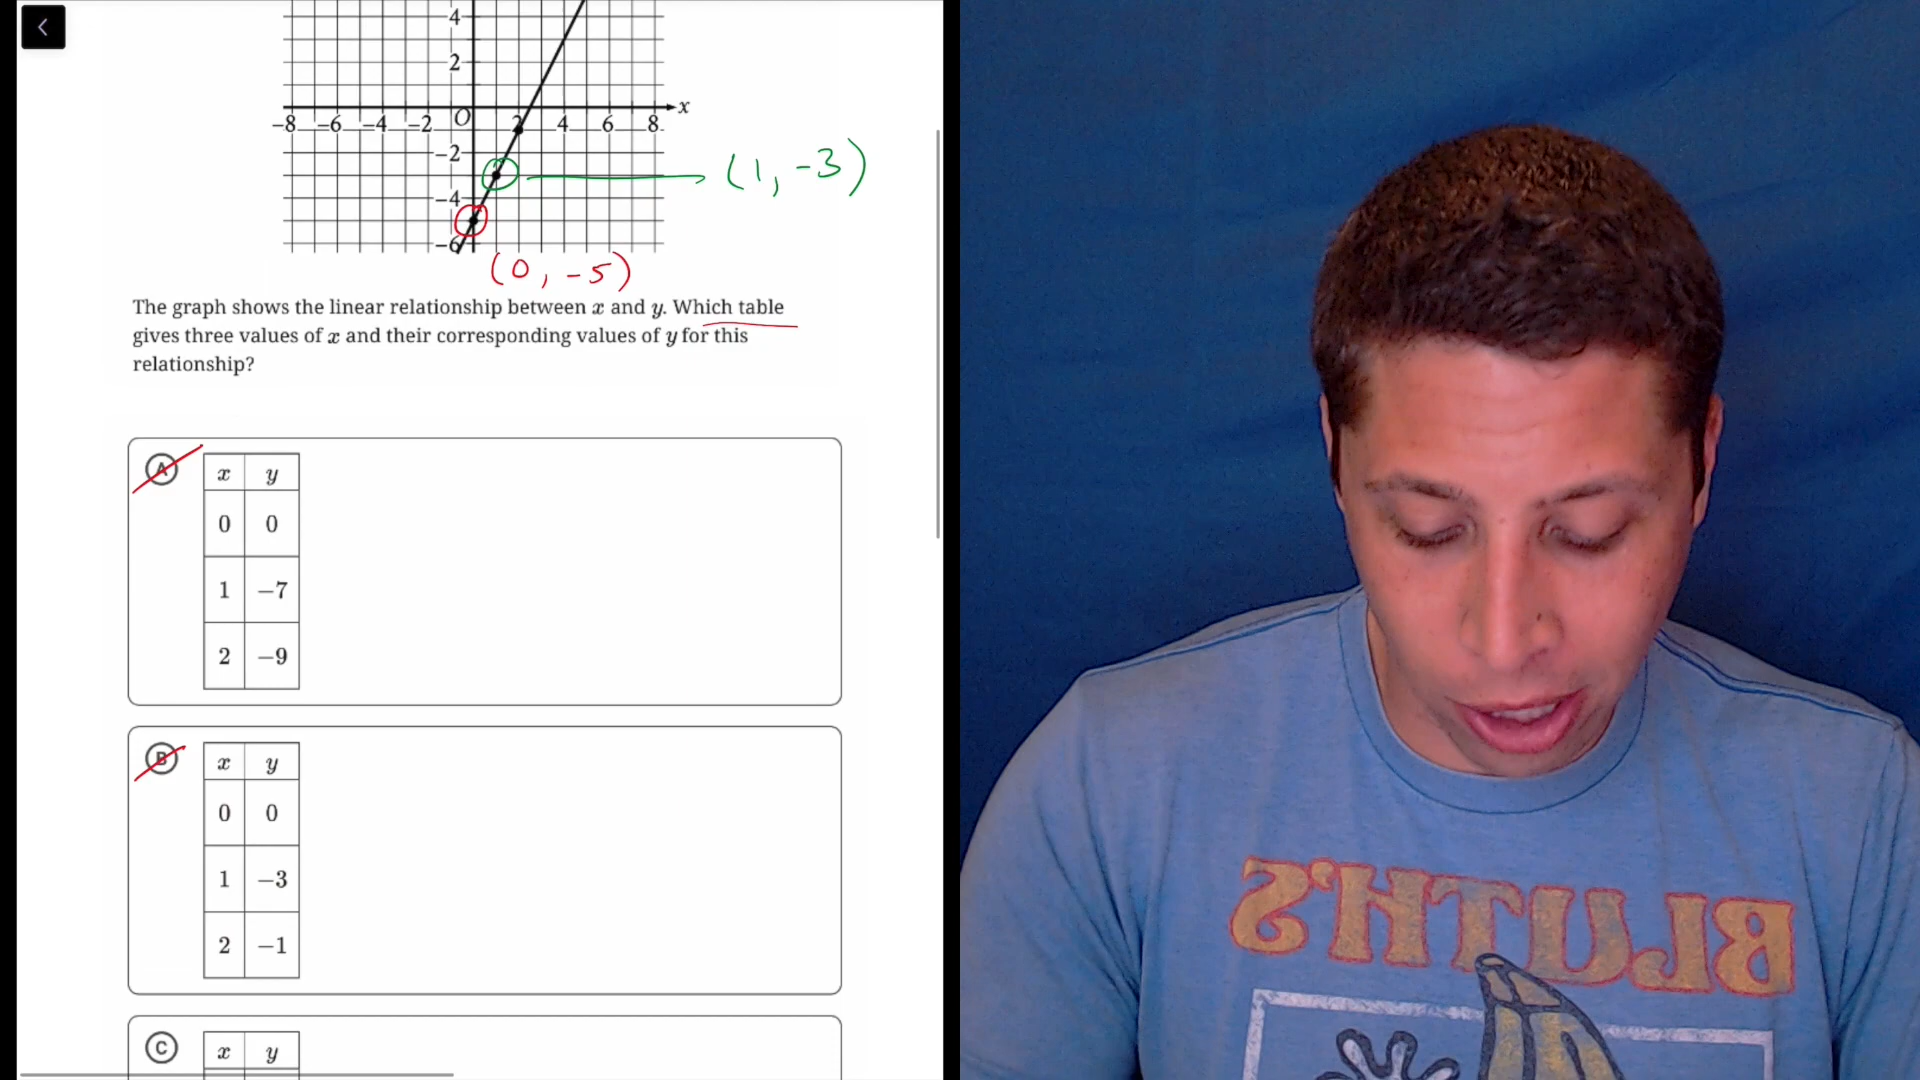 4
2
-8 -6 -4 -2 O 2 4 6 8 x
-2
(1, -3)
-4
-6
(0, -5)
The graph shows the linear relationship between x and y. Which table
gives three values of x and their corresponding values of y for this
relationship?
A
x y
0 0
1 -7
2 -9
B
x y
0 0
1 -3
2 -1
C
x y
BLUTH'S